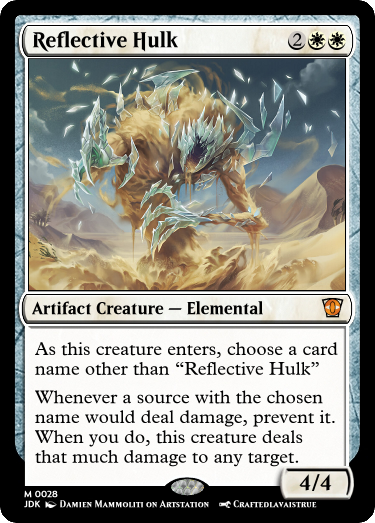 Reflective Hulk 2
Artifact Creature — Elemental
As this creature enters, choose a card
name other than “Reflective Hulk”
Whenever a source with the chosen
name would deal damage, prevent it.
When you do, this creature deals
that much damage to any target.
4/4
M 0028
JDK Damien Mammoliti on Artstation Craftedlavaistrue